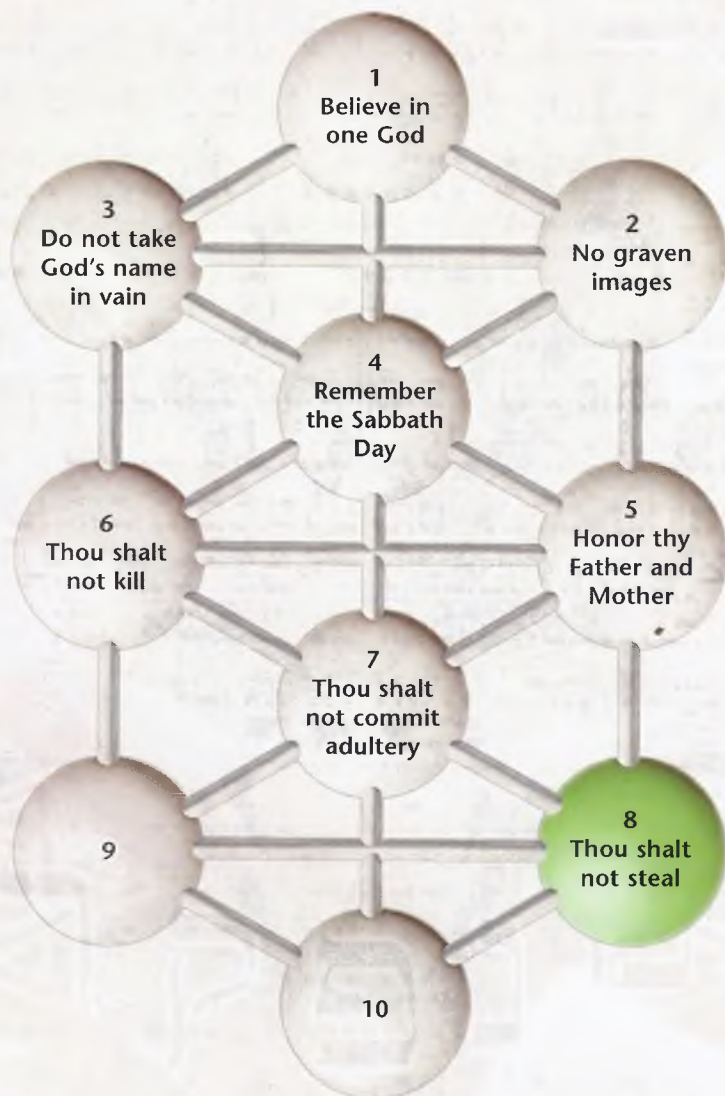 1
Believe in
one God
3
Do not take
God's name
in vain
2
No graven
images
4
Remember
the Sabbath
Day
6
Thou shalt
not kill
5
Honor thy
Father and
Mother
7
Thou shalt
not commit
adultery
9
8
Thou shalt
not steal
10